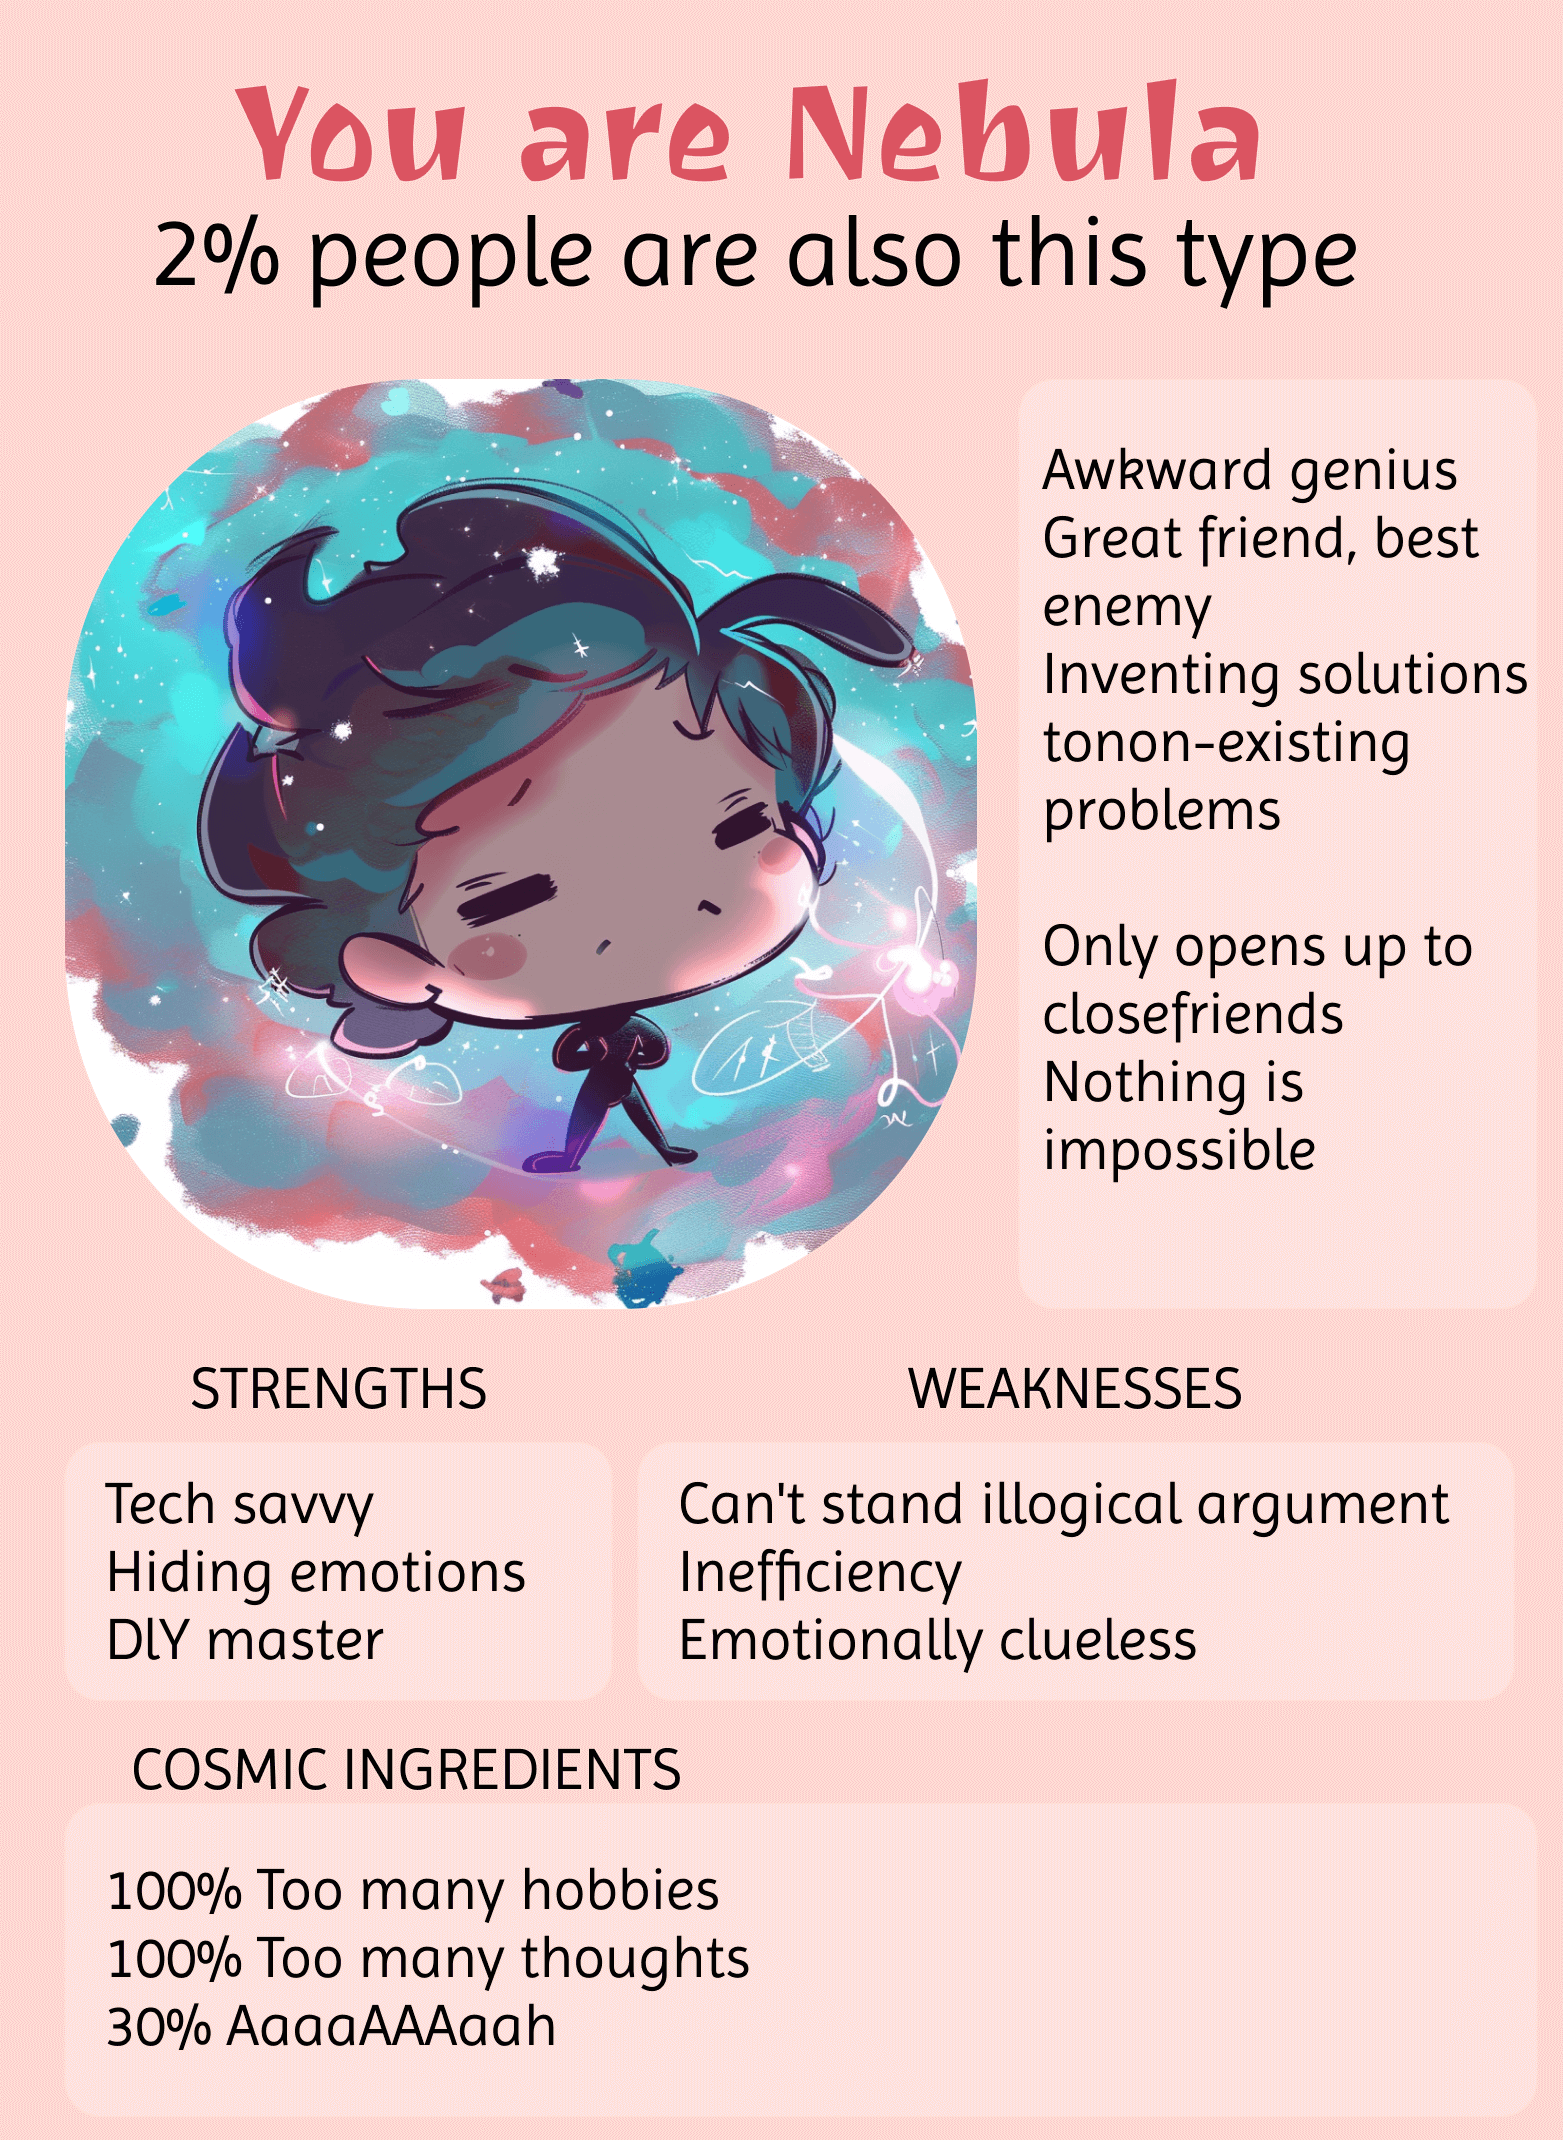 You are Nebula
2% people are also this type
Awkward genius
Great friend, best
enemy
Inventing solutions
tonon-existing
problems
Only opens up to
closefriends
Nothing is
impossible
STRENGTHS
WEAKNESSES
Tech savvy
Hiding emotions
DlY master
Can't stand illogical argument
Inefficiency
Emotionally clueless
COSMIC INGREDIENTS
100% Too many hobbies
100% Too many thoughts
30% AaaaAAAaah